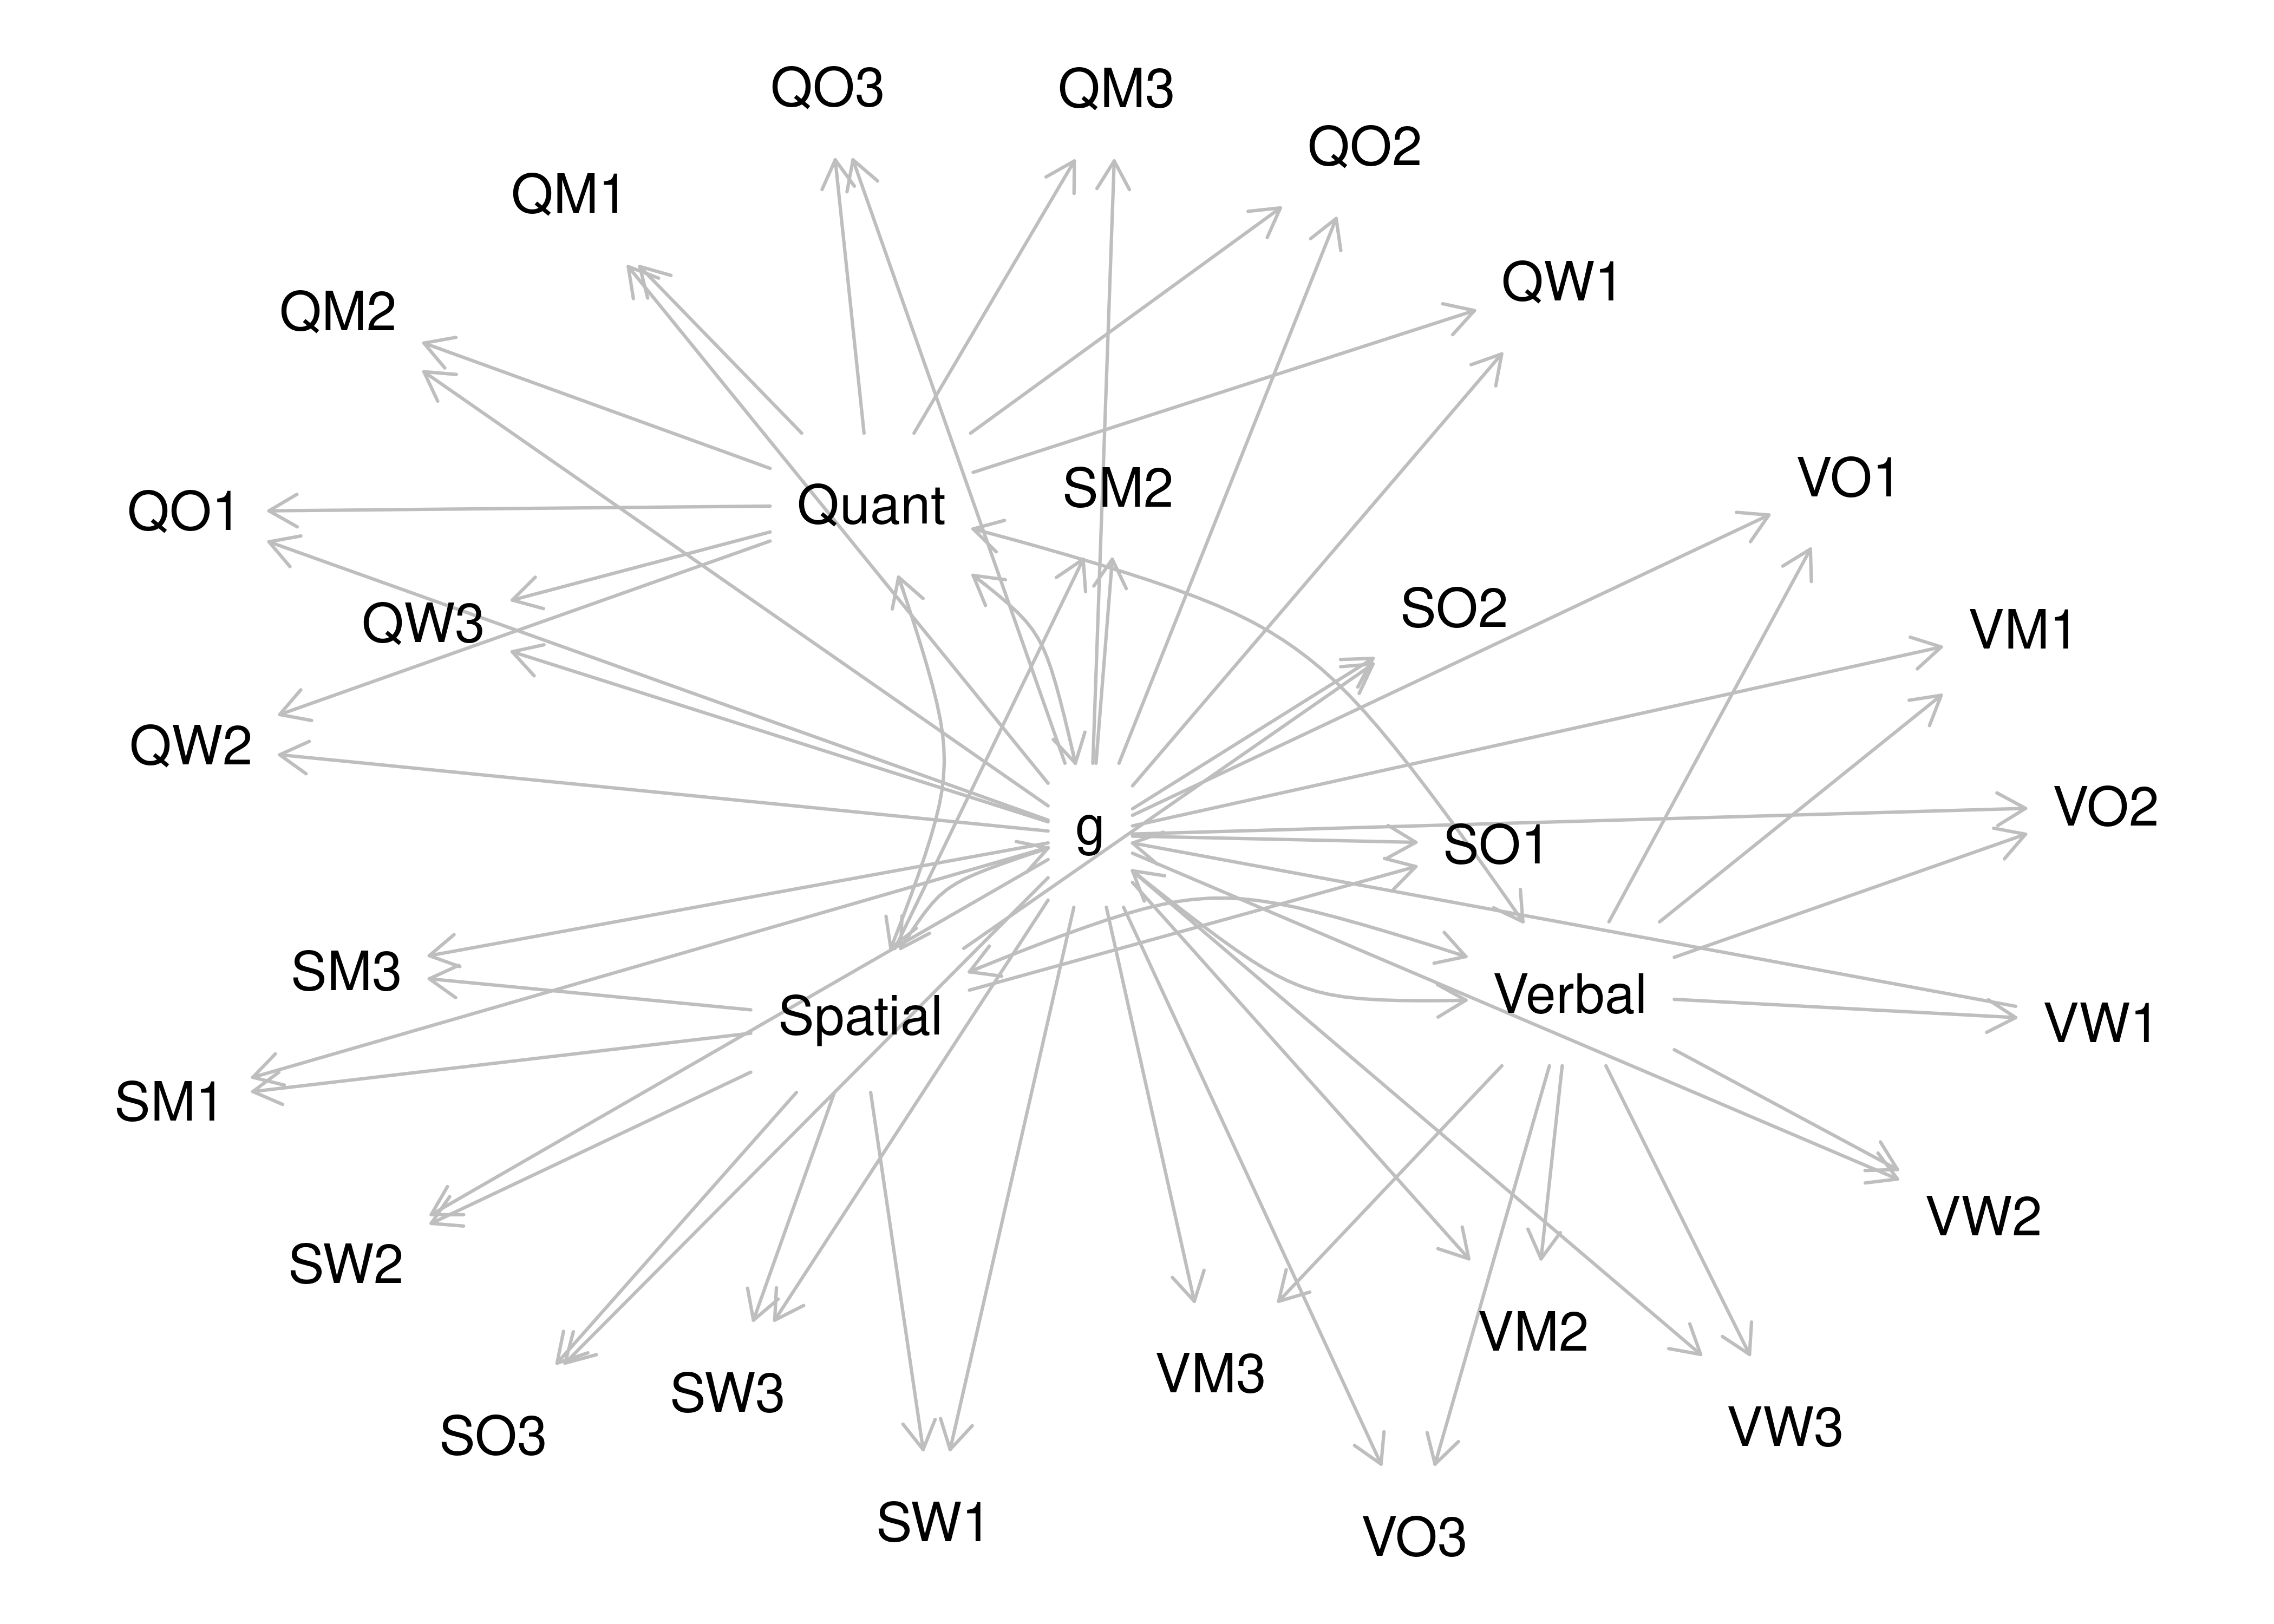 QO3
QM3
QO2
QM1
QW1
QM2
VO1
SM2
Quant
QO1
SO2
QW3
VM1
QW2
VO2
g
SO1
SM3
Verbal
Spatial
VW1
SM1
VW2
SW2
VM2
VM3
SW3
VW3
SO3
SW1
VO3